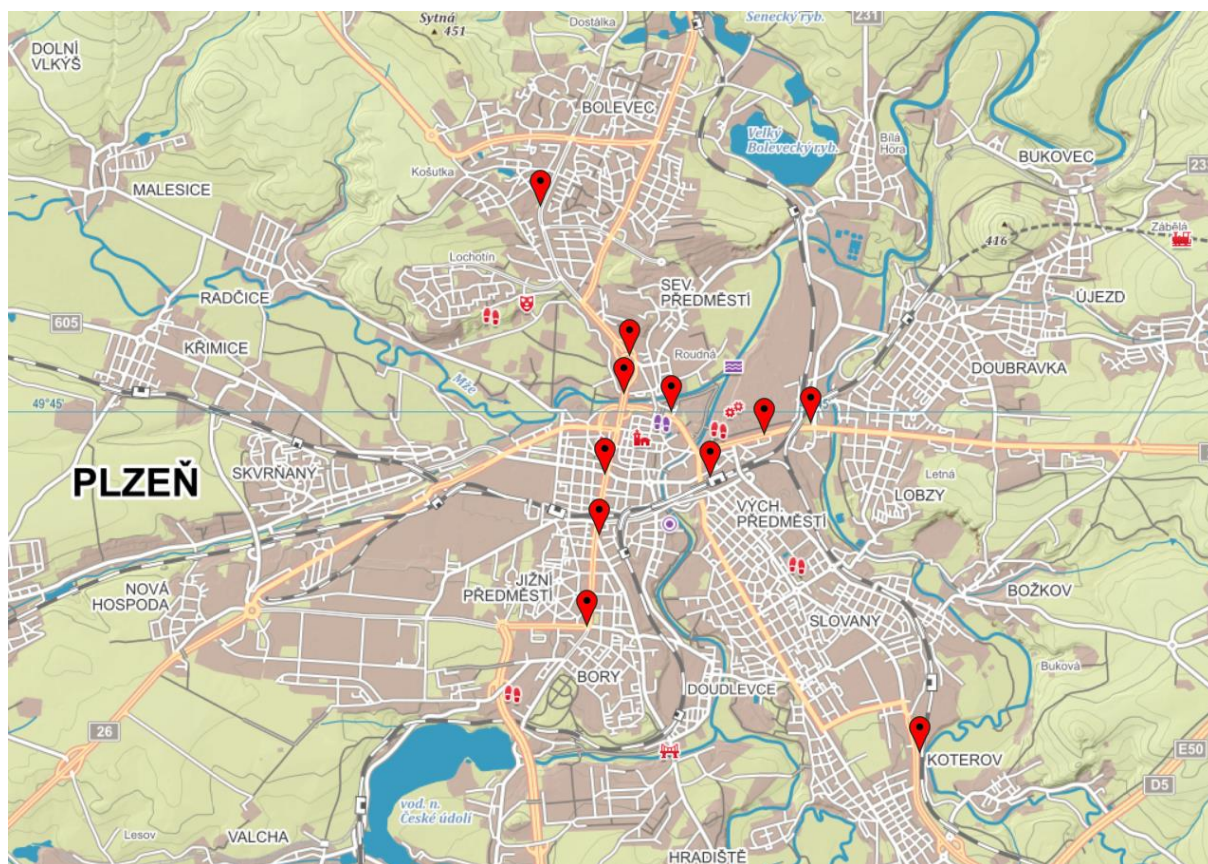 Sytná
451
Dostálka
Senecký ryb.
231
DOLNÍ
VLKÝŠ
BOLEVEC
Velký
Bolevecký ryb.
Bílá
Hora
BUKOVEC
Košutka
MALESICE
416
Zábělá
Lochotín
SEV.
PŘEDMĚSTÍ
RADČICE
ÚJEZD
605
KŘIMICE
Roudná
DOUBRAVKA
Mže
49°45'
PLZEŇ
SKVRŇANY
Letná
LOBZY
VÝCH.
PŘEDMĚSTÍ
NOVÁ
HOSPODA
JIŽNÍ
PŘEDMĚSTÍ
BOŽKOV
SLOVANY
Buková
BORY
DOUDLEVCE
26
KOTEROV
E50
D5
vod. n.
České údolí
Lesov
VALCHA
HRADIŠTĚ